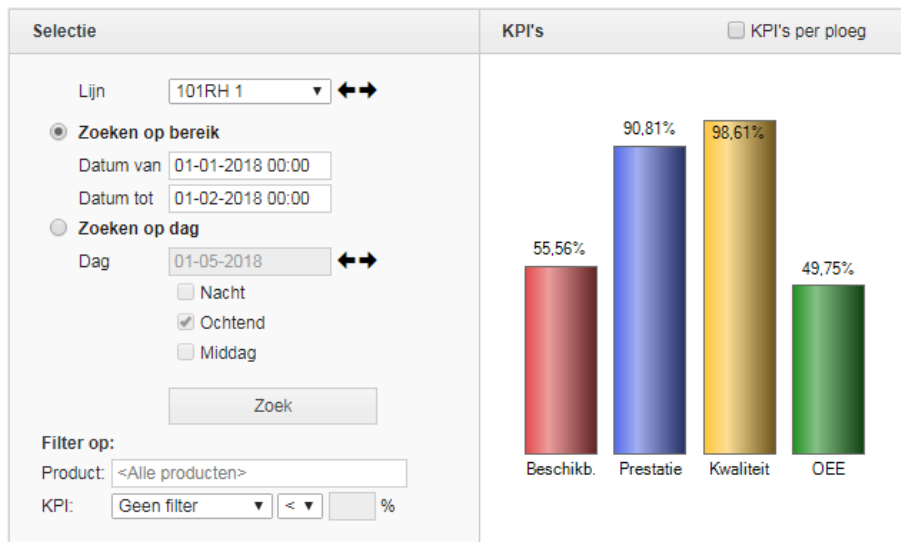 Selectie
Lijn 101RH 1
Zoeken op bereik
Datum van 01-01-2018 00:00
Datum tot 01-02-2018 00:00
Zoeken op dag
Dag 01-05-2018
Nacht
Ochtend
Middag
Zoek
Filter op:
Product: <Alle producten>
KPI: Geen filter < %
KPI's KPI's per ploeg
55,56%
90,81%
98,61%
49,75%
Beschikb. Prestatie Kwaliteit OEE